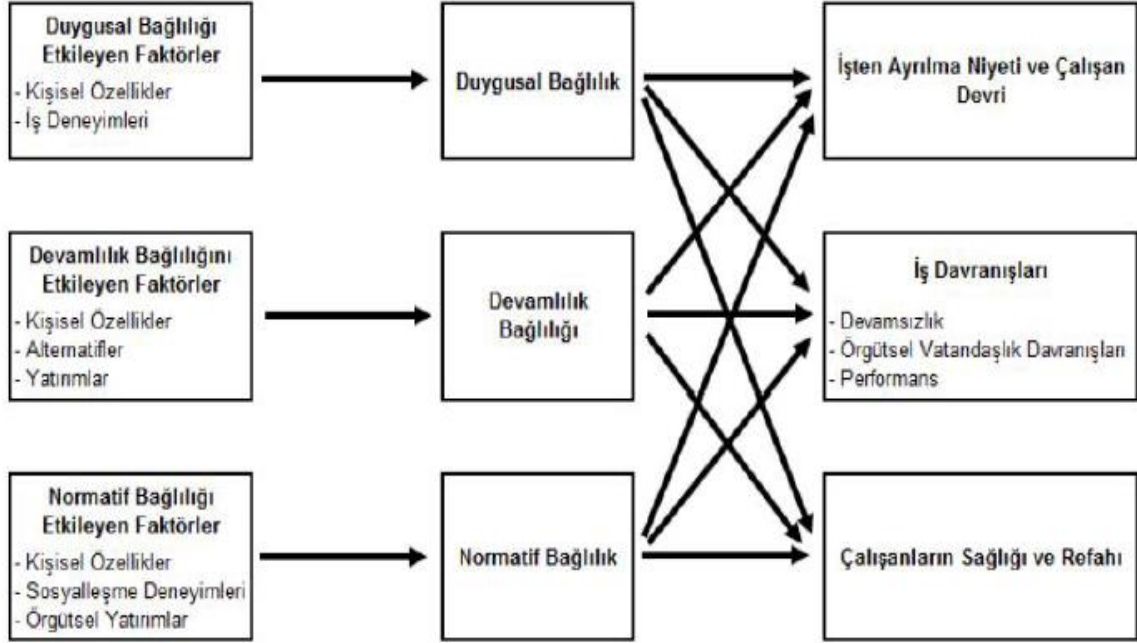 Duygusal Bağlılığı
Etkileyen Faktörler
- Kişisel Özellikler
- İş Deneyimleri
Duygusal Bağlılık
İşten Ayrılma Niyeti ve Çalışan
Devri
Devamlılık Bağlılığını
Etkileyen Faktörler
- Kişisel Özellikler
- Alternatifler
- Yatırımlar
Devamlılık
Bağlılığı
İş Davranışları
- Devamsızlık
- Örgütsel Vatandaşlık Davranışları
- Performans
Normatif Bağlılığı
Etkileyen Faktörler
- Kişisel Özellikler
- Sosyalleşme Deneyimleri
- Örgütsel Yatırımlar
Normatif Bağlılık
Çalışanların Sağlığı ve Refahı